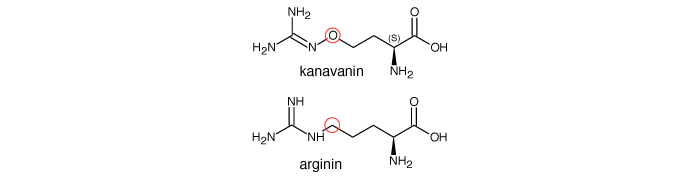 NH2
O
O
H2N
N
(S)
OH
NH2
kanavanin
NH
O
H2N
NH
OH
NH2
arginin